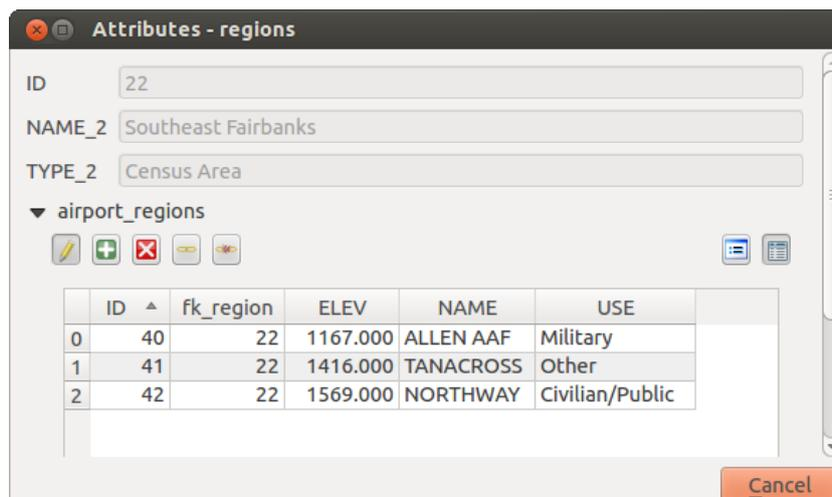 Attributes - regions
ID 22
NAME_2 Southeast Fairbanks
TYPE_2 Census Area
airport_regions
ID fk_region ELEV NAME USE
0 40 22 1167.000 ALLEN AAF Military
1 41 22 1416.000 TANACROSS Other
2 42 22 1569.000 NORTHWAY Civilian/Public
Cancel